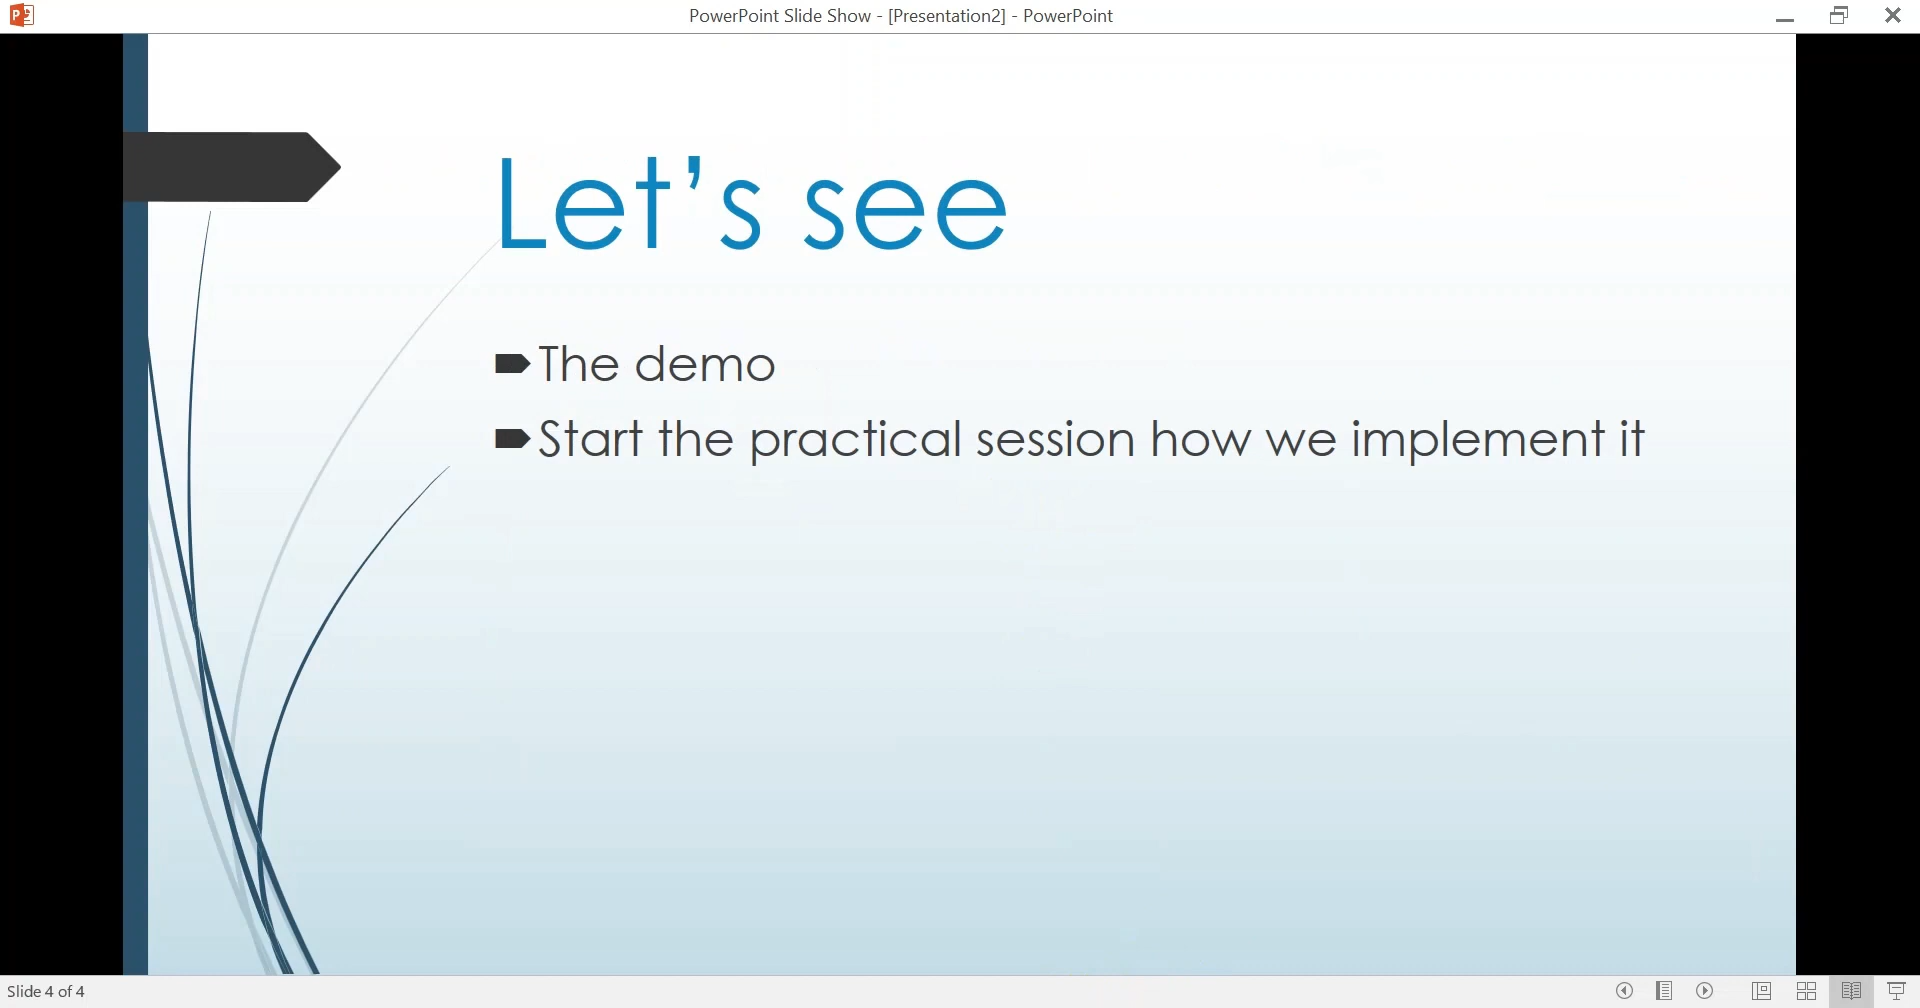 PowerPoint Slide Show - [Presentation2] - PowerPoint
Let’s see
The demo
Start the practical session how we implement it
Slide 4 of 4